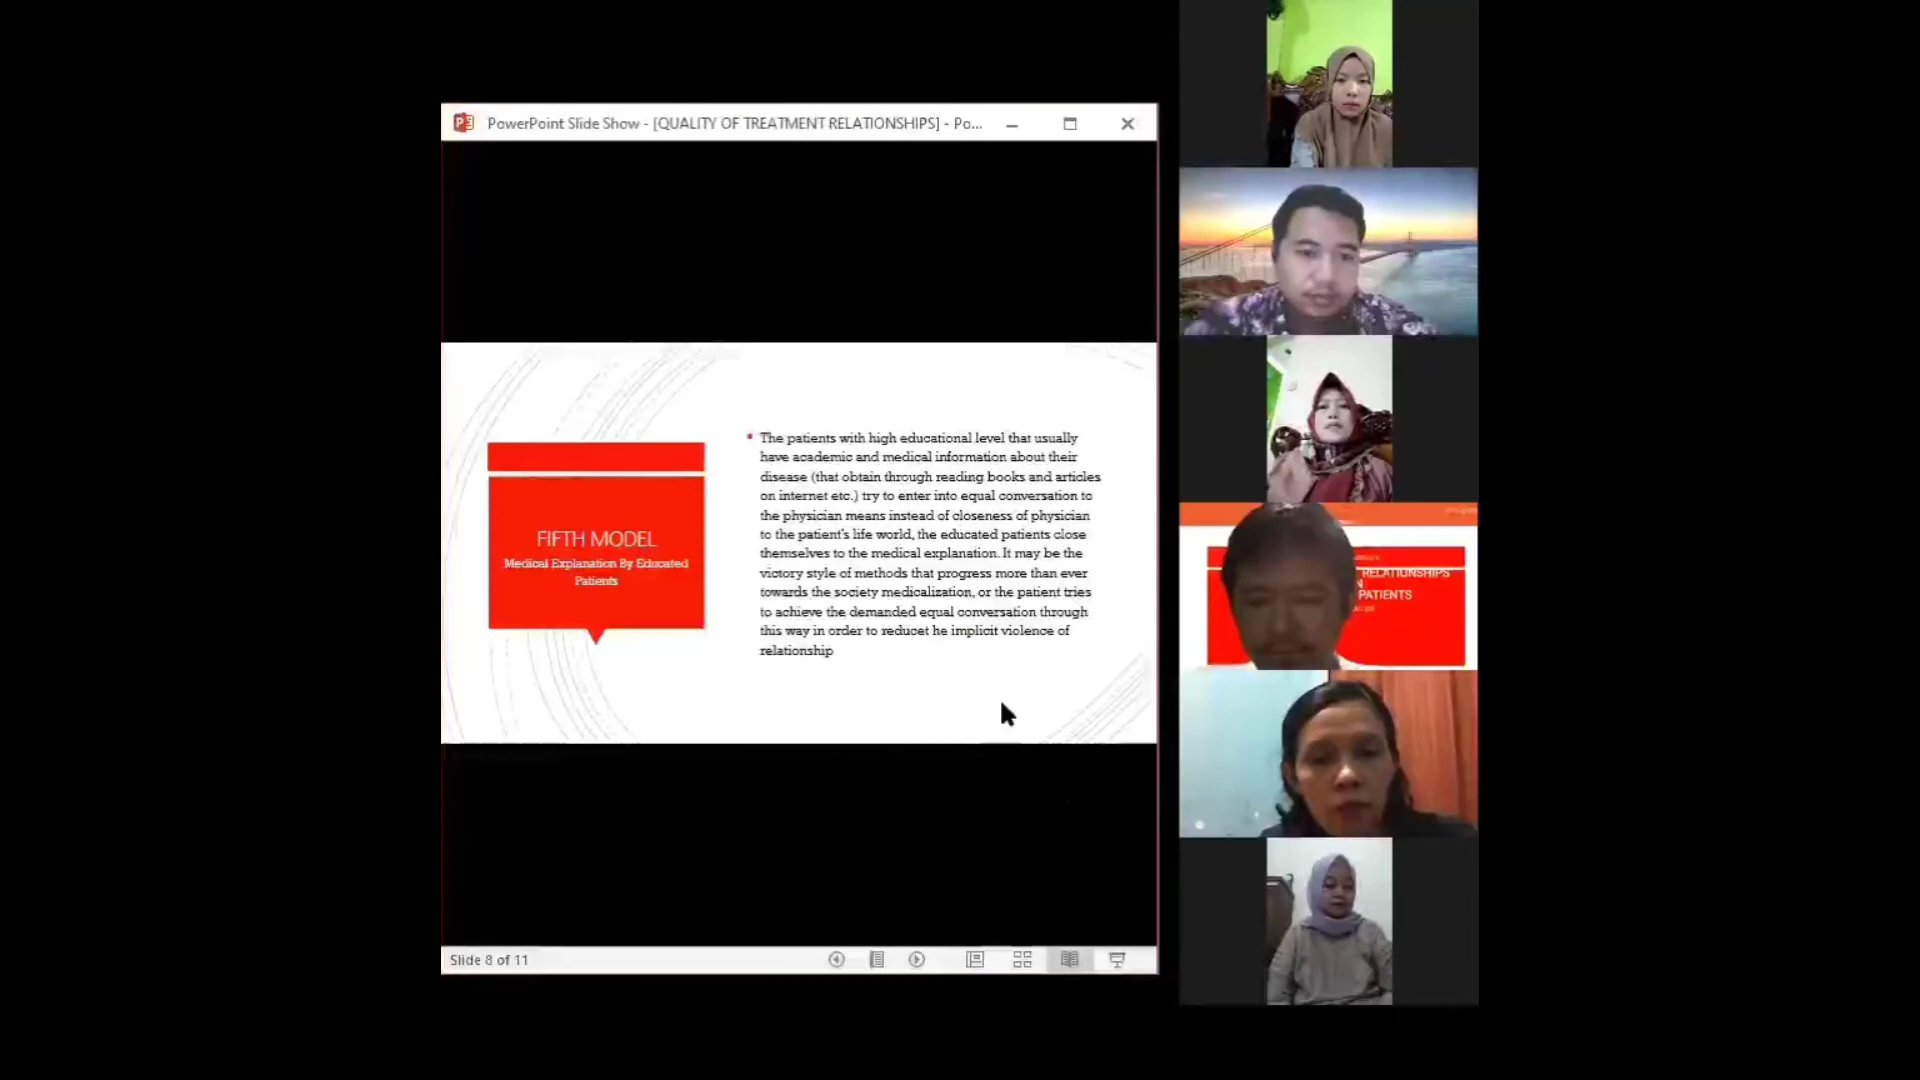 PowerPoint Slide Show - [QUALITY OF TREATMENT RELATIONSHIPS] - Po...
FIFTH MODEL
Medical Explanation By Educated
Patients
The patients with high educational level that usually
have academic and medical information about their
disease (that obtain through reading books and articles
on internet etc.) try to enter into equal conversation to
the physician means instead of closeness of physician
to the patient's life world, the educated patients close
themselves to the medical explanation. It may be the
victory style of methods that progress more than ever
towards the society medicalization, or the patient tries
to achieve the demanded equal conversation through
this way in order to reducet he implicit violence of
relationship
Slide 8 of 11
RELATIONSHIPS
N
PATIENTS